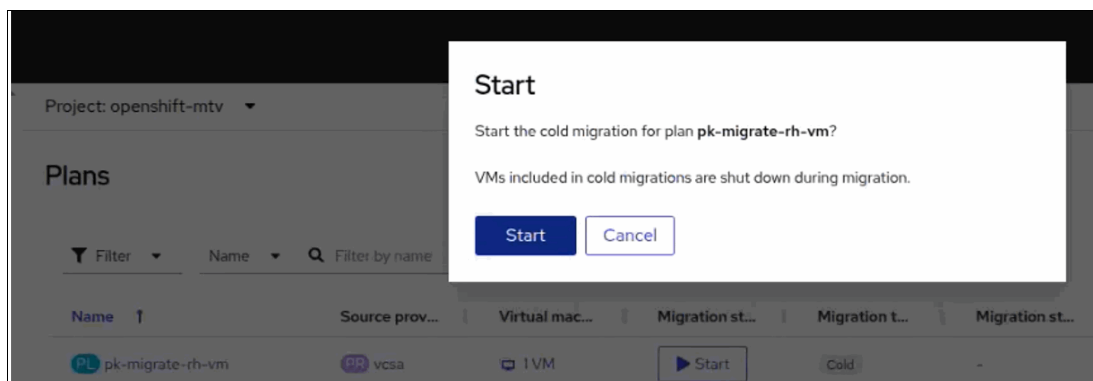 Start
Start the cold migration for plan pk-migrate-rh-vm?
VMs included in cold migrations are shut down during migration.
Start Cancel
Project: openshift-mtv
Plans
Filter Name Filter by name
Name Source prov... Virtual mac... Migration st... Migration t... Migration st...
PL pk-migrate-rh-vm PR vcsa 1 VM Start Cold -